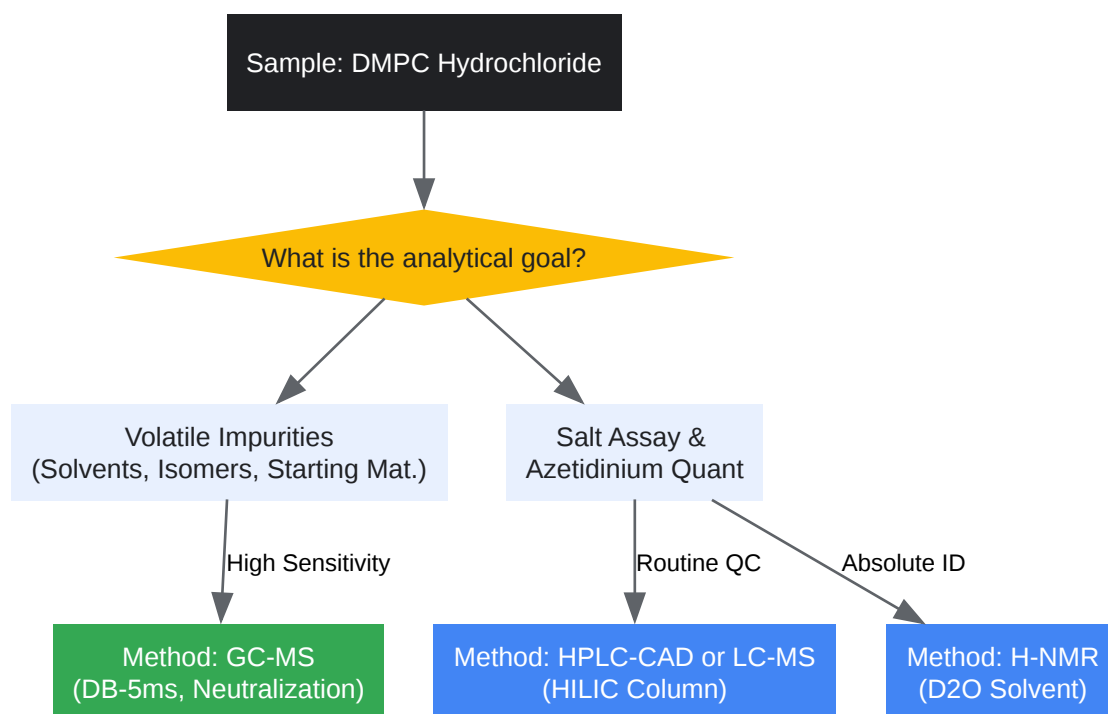 Sample: DMPC Hydrochloride
What is the analytical goal?
Volatile Impurities
(Solvents, Isomers, Starting Mat.)
Salt Assay &
Azetidinium Quant
High Sensitivity
Routine QC
Absolute ID
Method: GC-MS
(DB-5ms, Neutralization)
Method: HPLC-CAD or LC-MS
(HILIC Column)
Method: H-NMR
(D2O Solvent)